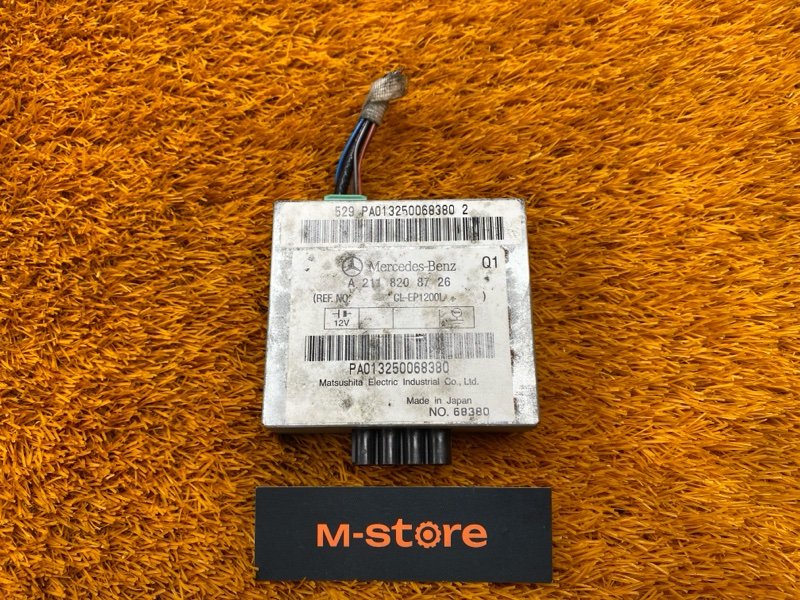 529 PA013250068380 2
Mercedes-Benz Q1
A 211 820 87 26
(REF. NO. CL-EP1200L )
12V
PA013250068380
Matsushita Electric Industrial Co., Ltd.
Made in Japan
NO. 68380
M-store